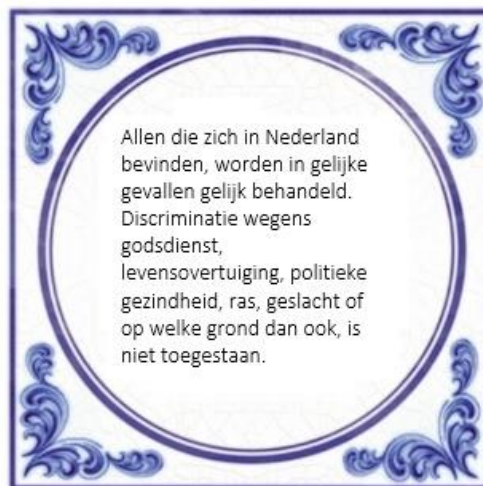 Allen die zich in Nederland
bevinden, worden in gelijke
gevallen gelijk behandeld.
Discriminatie wegens
godsdienst,
levensovertuiging, politieke
gezindheid, ras, geslacht of
op welke grond dan ook, is
niet toegestaan.